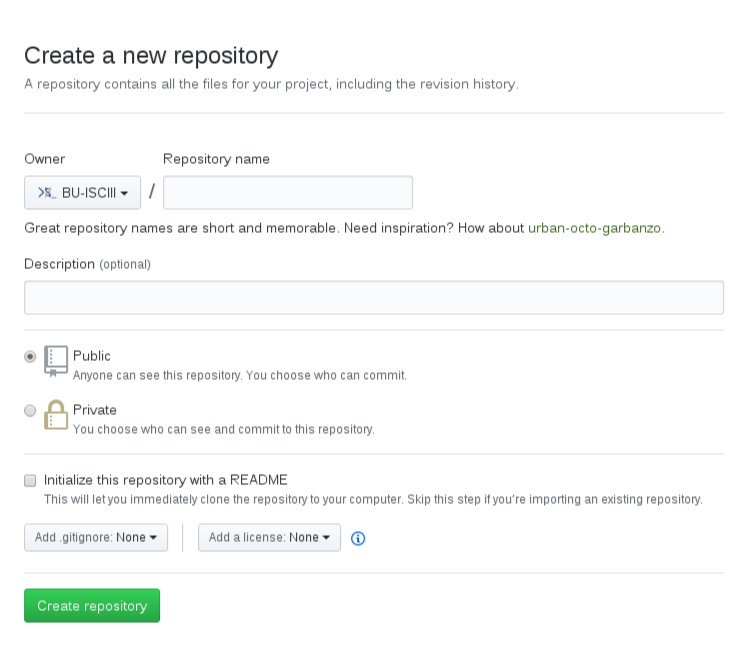 Create a new repository
A repository contains all the files for your project, including the revision history.
Owner Repository name
BU-ISCIII /
Great repository names are short and memorable. Need inspiration? How about urban-octo-garbanzo.
Description (optional)
Public
Anyone can see this repository. You choose who can commit.
Private
You choose who can see and commit to this repository.
Initialize this repository with a README
This will let you immediately clone the repository to your computer. Skip this step if you're importing an existing repository.
Add .gitignore: None Add a license: None
Create repository